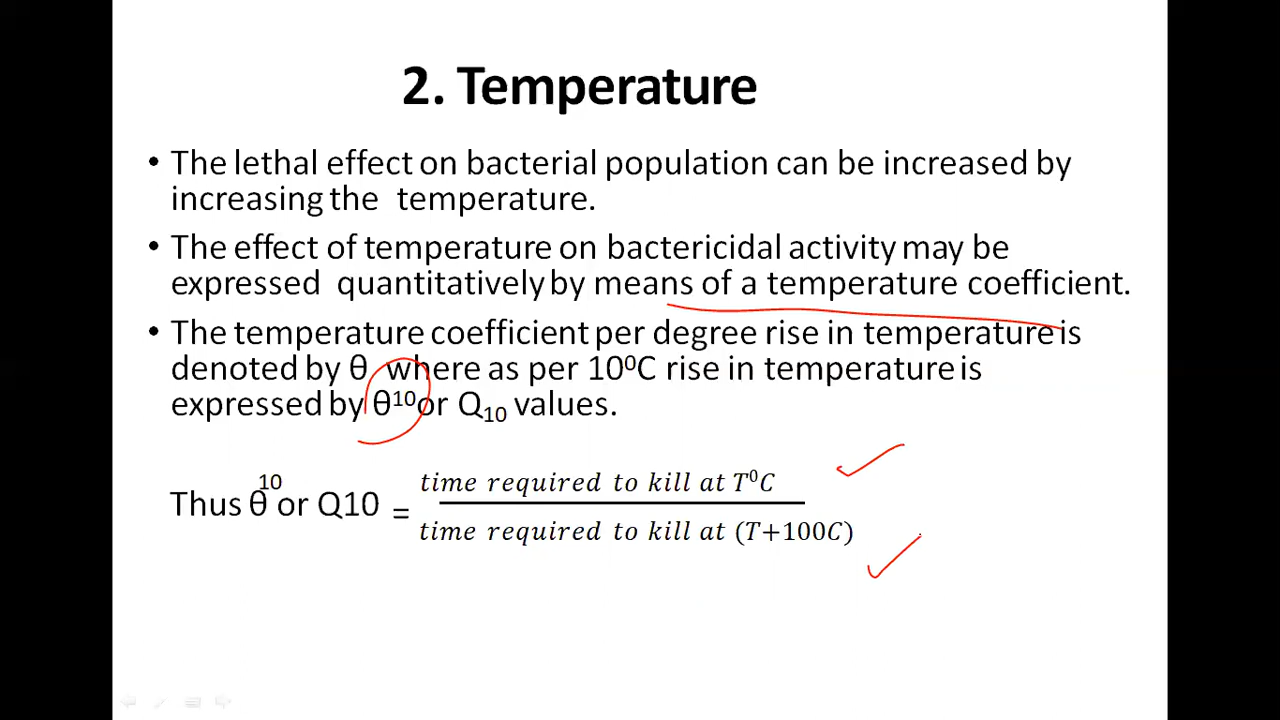 2. Temperature
• The lethal effect on bacterial population can be increased by
increasing the temperature.
• The effect of temperature on bactericidal activity may be
expressed quantitatively by means of a temperature coefficient.
• The temperature coefficient per degree rise in temperature is
denoted by θ where as per 10⁰C rise in temperature is
expressed by θ¹⁰ or Q₁₀ values.
Thus θ¹⁰ or Q10 =
time required to kill at T⁰C
time required to kill at (T+100C)